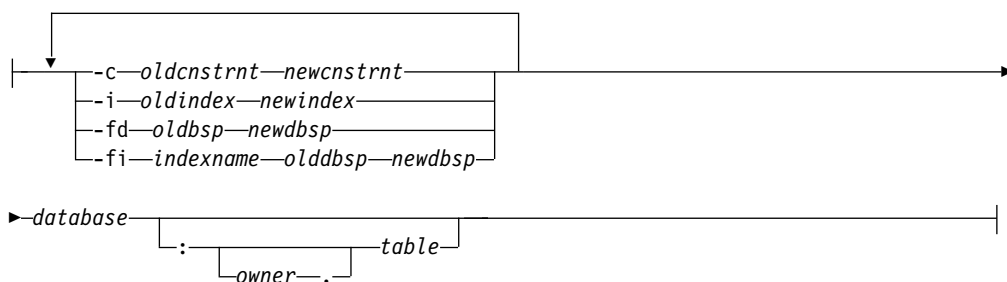 -c oldcnstrnt newcnstrnt
-i oldindex newindex
-fd oldbsp newdbsp
-fi indexname olddbsp newdbsp
database
: table
owner .